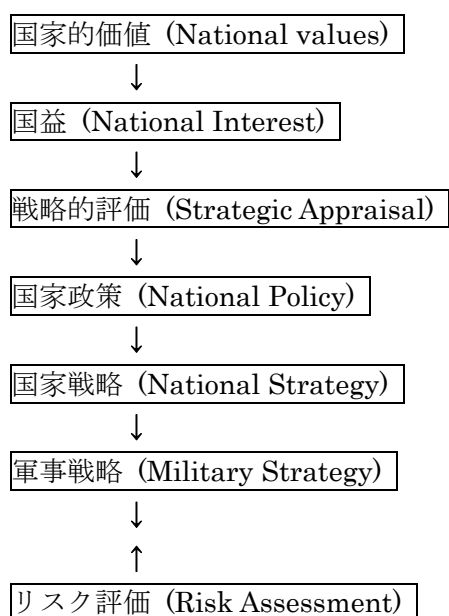 国家的価値 (National values)
↓
国益 (National Interest)
↓
戦略的評価 (Strategic Appraisal)
↓
国家政策 (National Policy)
↓
国家戦略 (National Strategy)
↓
軍事戦略 (Military Strategy)
↓
↑
リスク評価 (Risk Assessment)